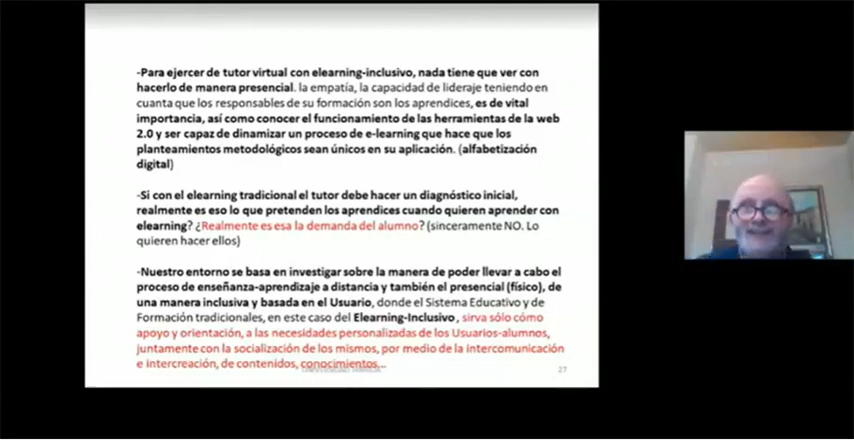 -Para ejercer de tutor virtual con elearning-inclusivo, nada tiene que ver con
hacerlo de manera presencial. la empatía, la capacidad de lideraje teniendo en
cuanta que los responsables de su formación son los aprendices, es de vital
importancia, así como conocer el funcionamiento de las herramientas de la web
2.0 y ser capaz de dinamizar un proceso de e-learning que hace que los
planteamientos metodológicos sean únicos en su aplicación. (alfabetización
digital)
-Si con el elearning tradicional el tutor debe hacer un diagnóstico inicial,
realmente es eso lo que pretenden los aprendices cuando quieren aprender con
elearning? ¿Realmente es esa la demanda del alumno? (sinceramente NO. Lo
quieren hacer ellos)
-Nuestro entorno se basa en investigar sobre la manera de poder llevar a cabo el
proceso de enseñanza-aprendizaje a distancia y también el presencial (físico), de
una manera inclusiva y basada en el Usuario, donde el Sistema Educativo y de
Formación tradicionales, en este caso del Elearning-Inclusivo, sirva sólo cómo
apoyo y orientación, a las necesidades personalizadas de los Usuarios-alumnos,
juntamente con la socialización de los mismos, por medio de la intercomunicación
e intercreación, de contenidos, conocimientos...
27